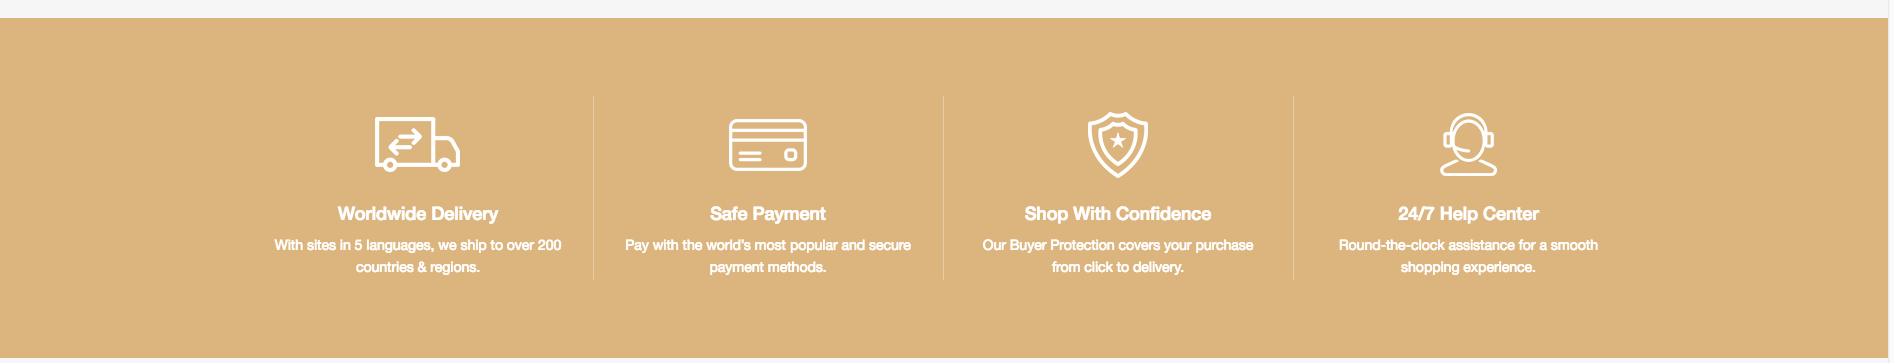 Worldwide Delivery
With sites in 5 languages, we ship to over 200
countries & regions.
Safe Payment
Pay with the world's most popular and secure
payment methods.
Shop With Confidence
Our Buyer Protection covers your purchase
from click to delivery.
24/7 Help Center
Round-the-clock assistance for a smooth
shopping experience.